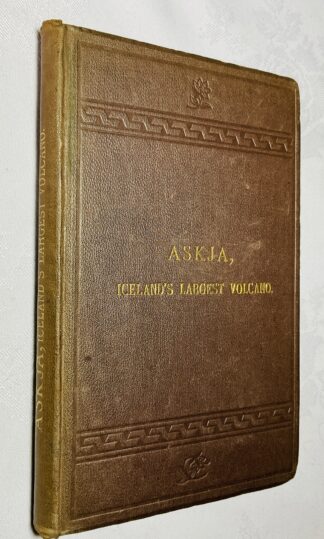 ASKJA,
ICELAND'S LARGEST VOLCANO.
ASKJA, ICELAND'S LARGEST VOLCANO.